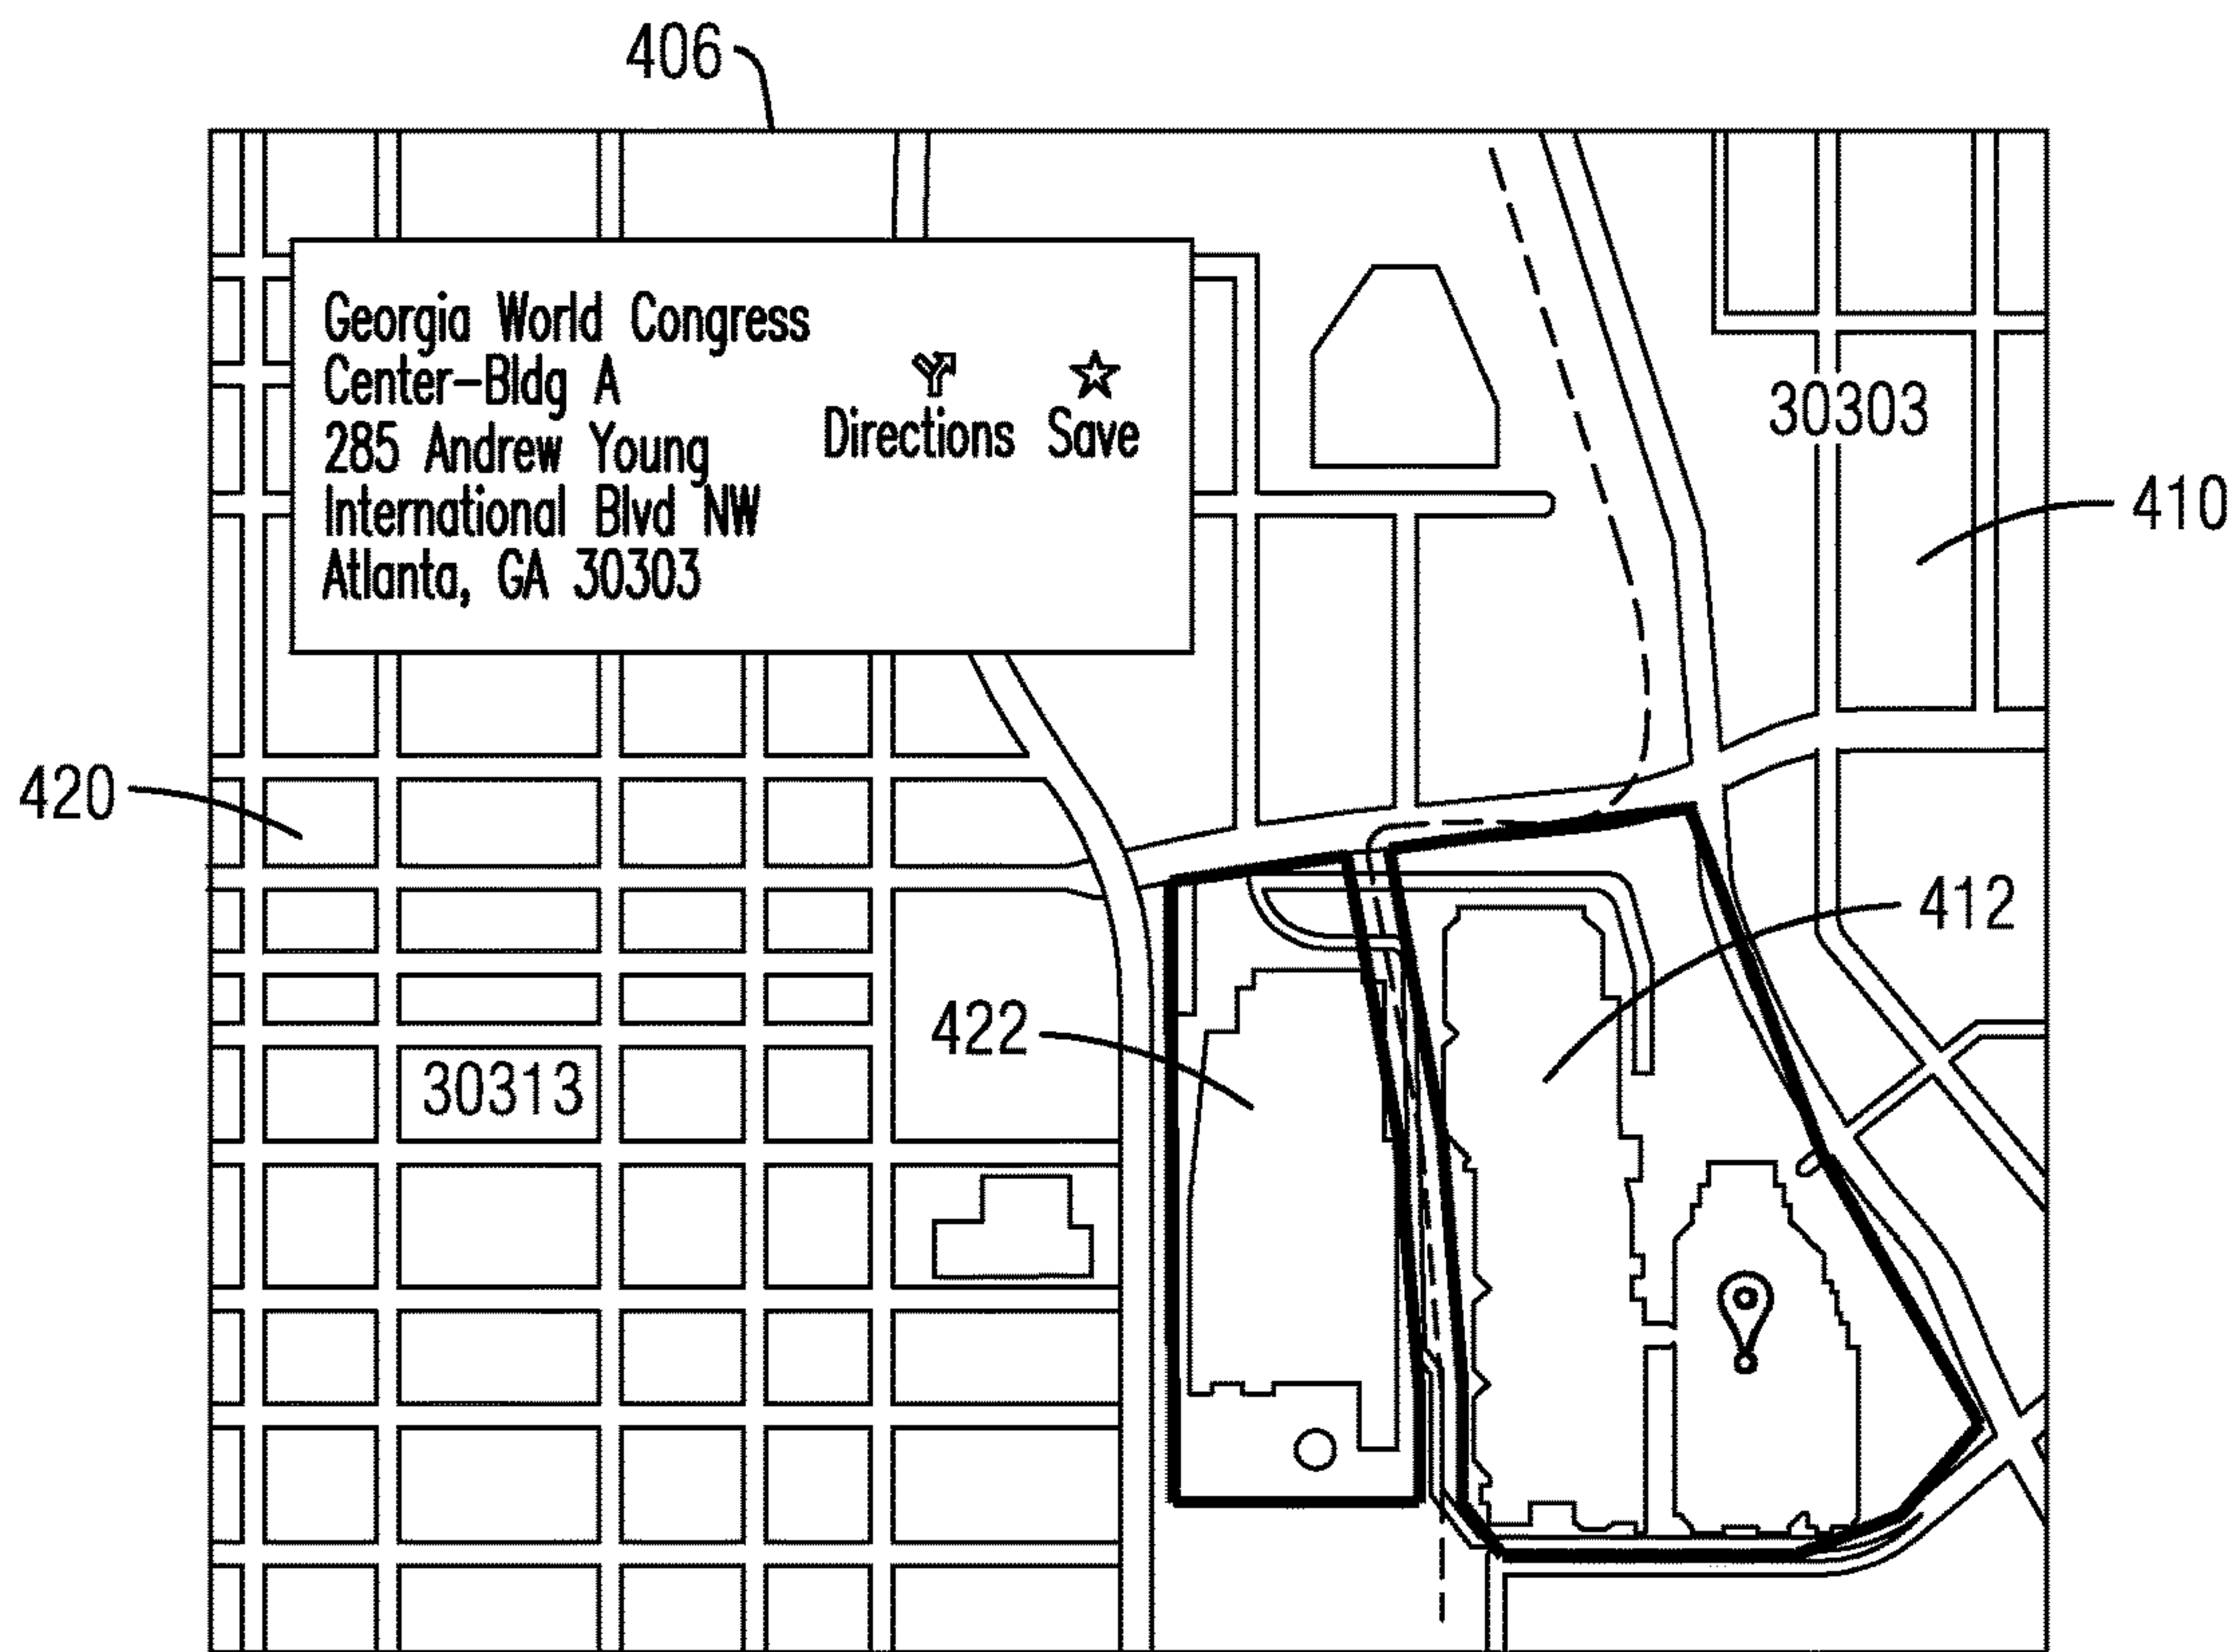 406
Georgia World Congress
Center-Bldg A
285 Andrew Young
International Blvd NW
Atlanta, GA 30303
Directions Save
30303
410
420
412
422
30313